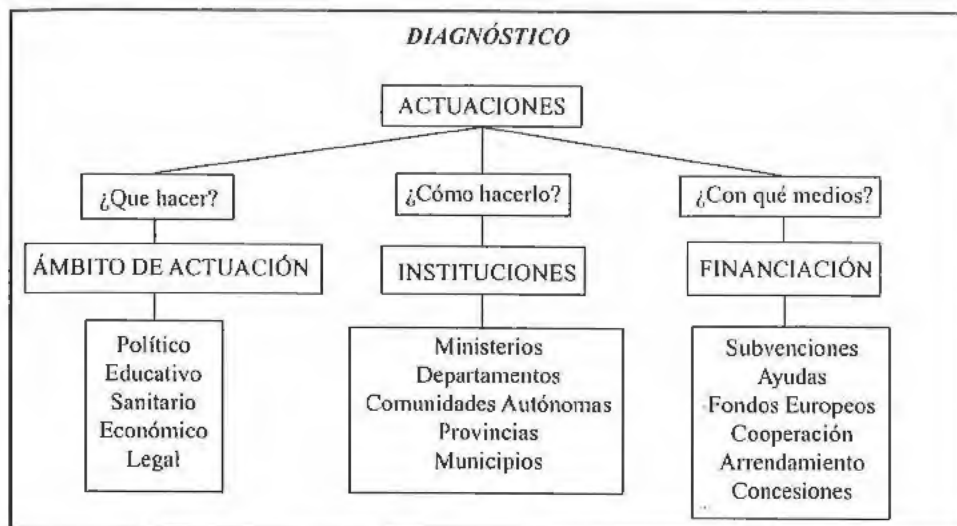 DIAGNÓSTICO
ACTUACIONES
¿Que hacer?
ÁMBITO DE ACTUACIÓN
Político
Educativo
Sanitario
Económico
Legal
¿Cómo hacerlo?
INSTITUCIONES
Ministerios
Departamentos
Comunidades Autónomas
Provincias
Municipios
¿Con qué medios?
FINANCIACIÓN
Subvenciones
Ayudas
Fondos Europeos
Cooperación
Arrendamiento
Concesiones